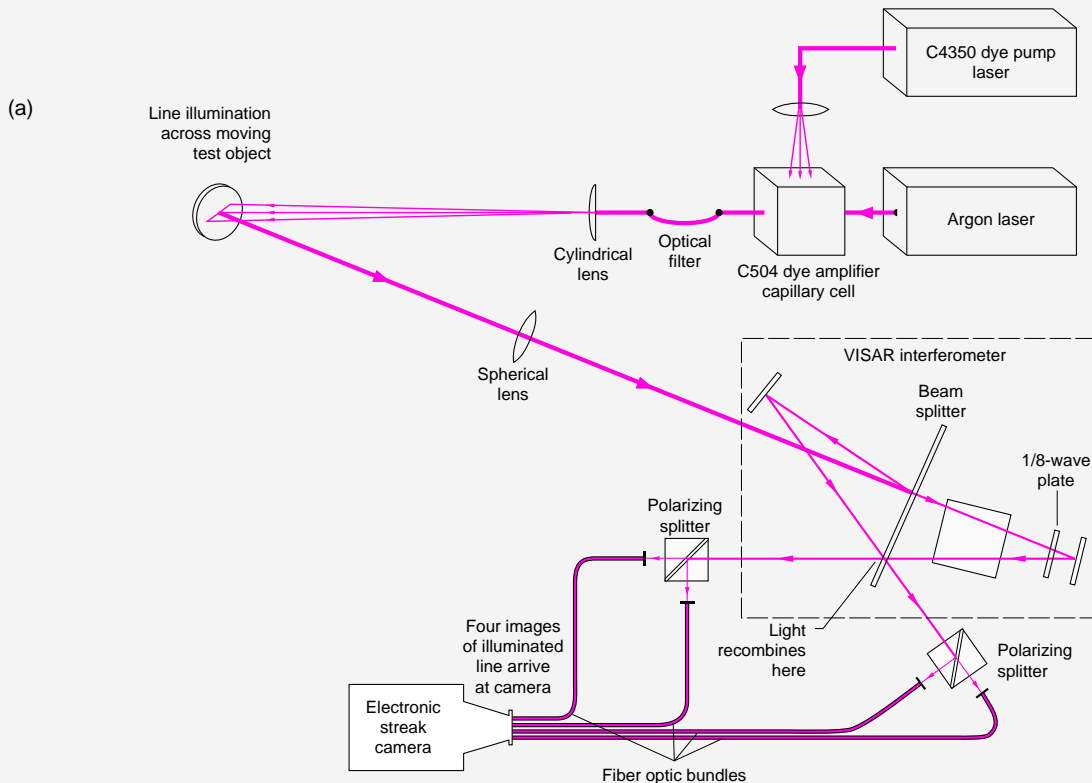 (a)
C4350 dye pump
laser
Line illumination
across moving
test object
Argon laser
Cylindrical
lens
Optical
filter
C504 dye amplifier
capillary cell
Spherical
lens
VISAR interferometer
Beam
splitter
1/8-wave
plate
Polarizing
splitter
Four images
of illuminated
line arrive
at camera
Light
recombines
here
Polarizing
splitter
Electronic
streak
camera
Fiber optic bundles